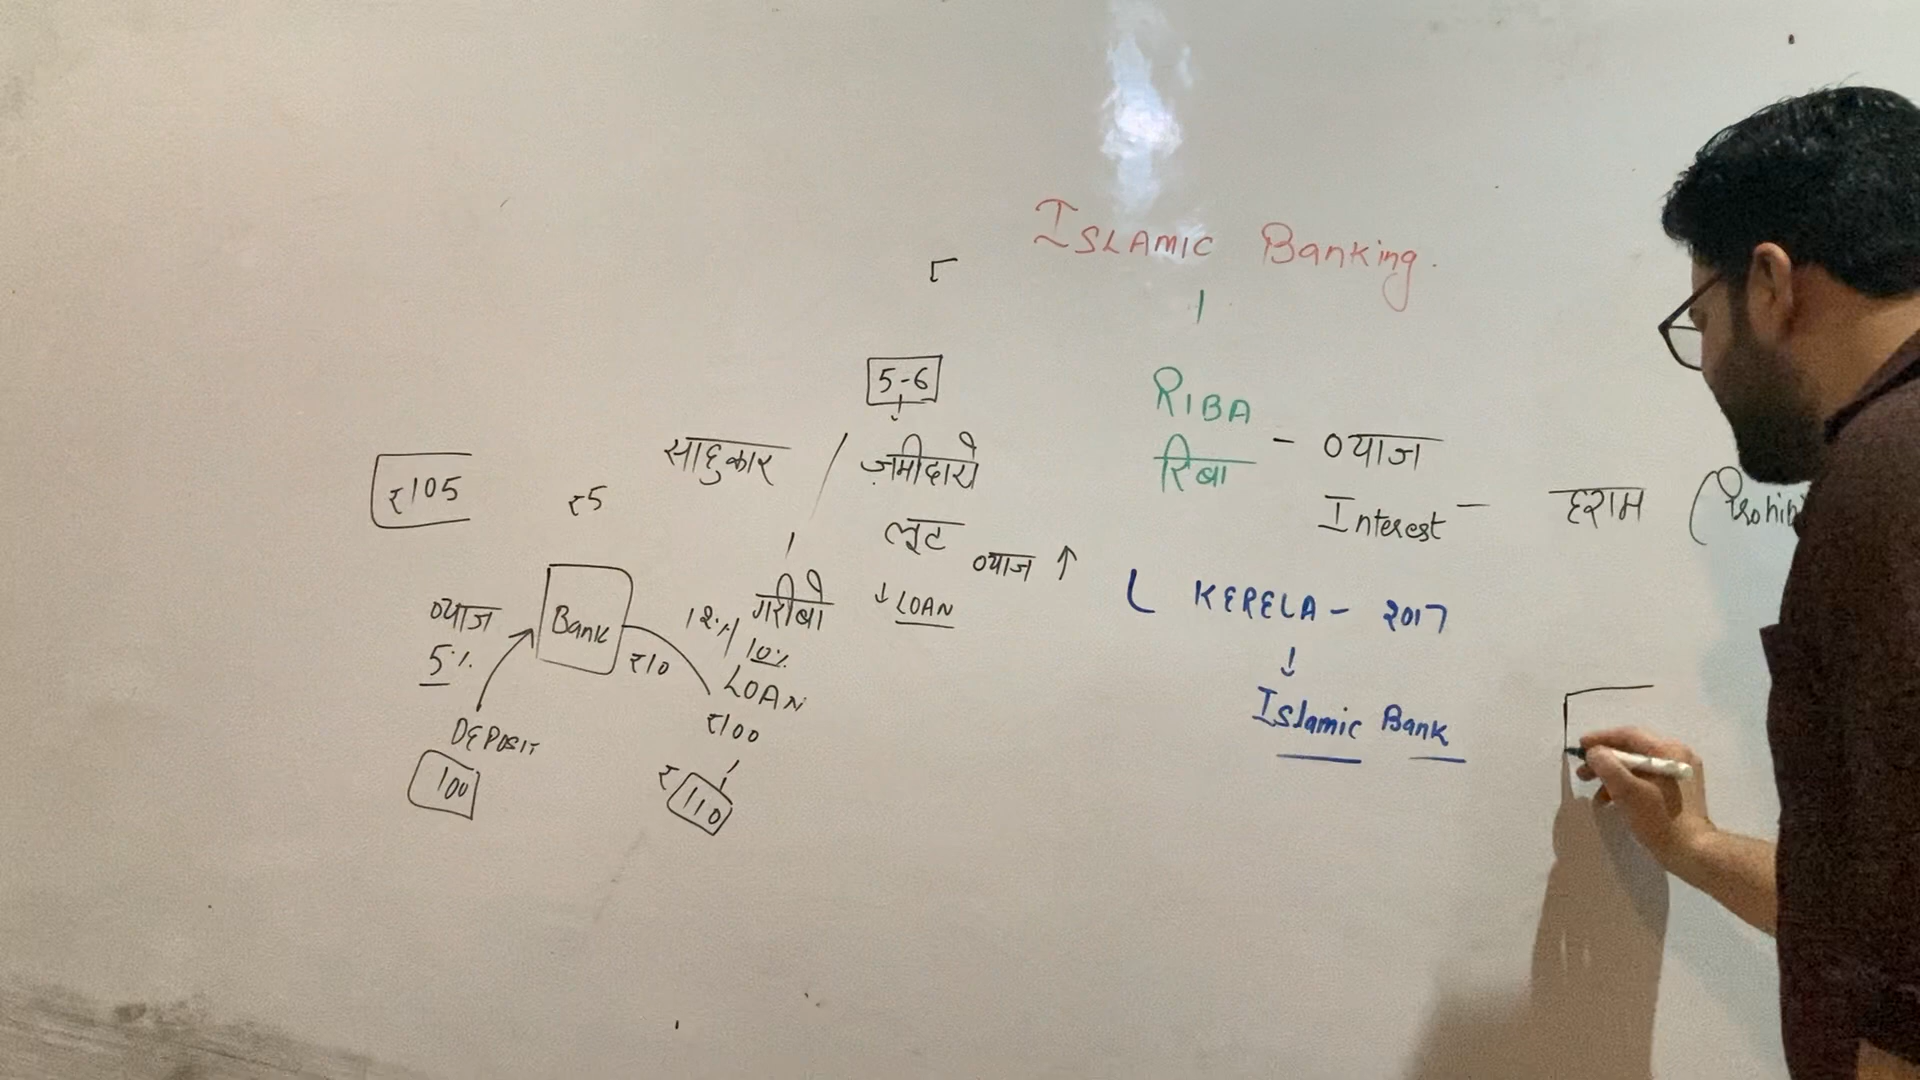 ISLAMIC Banking.
5-6
RIBA
रिबा
- ब्याज
Interest - हराम (Prohib
साहुकार / ज़मीदारो
लूट
ब्याज ↑
↓ LOAN
गरीबो
₹105
₹5
ब्याज
5%
Bank
₹10
12%/
10%
LOAN
₹100
₹110
DEPOSIT
100
KERELA - 2017
↓
Islamic Bank